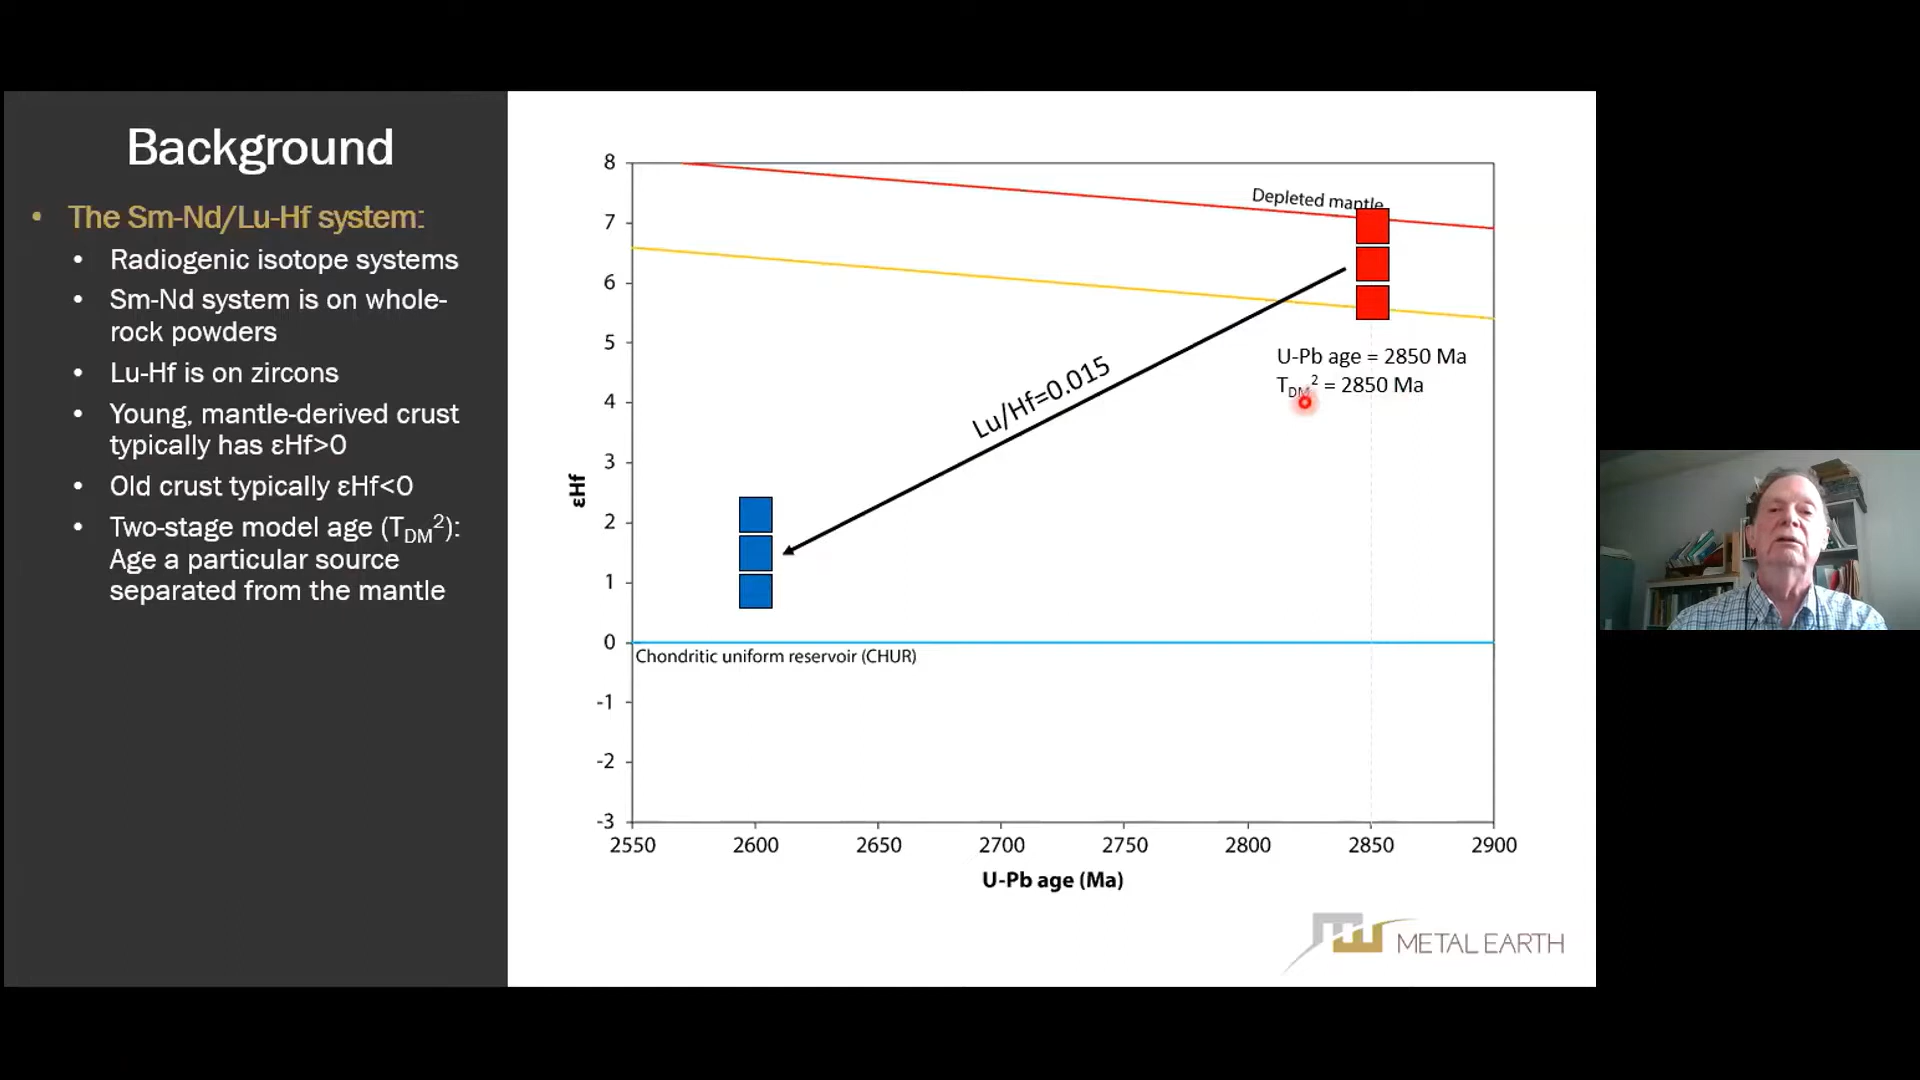 Background
• The Sm-Nd/Lu-Hf system:
• Radiogenic isotope systems
• Sm-Nd system is on whole-
rock powders
• Lu-Hf is on zircons
• Young, mantle-derived crust
typically has εHf>0
• Old crust typically εHf<0
• Two-stage model age (TDM2):
Age a particular source
separated from the mantle
8
7
6
5
4
3
2
1
0
-1
-2
-3
εHf
Depleted mantle
U-Pb age = 2850 Ma
TDM2 = 2850 Ma
Lu/Hf=0.015
Chondritic uniform reservoir (CHUR)
2550 2600 2650 2700 2750 2800 2850 2900
U-Pb age (Ma)
METAL EARTH